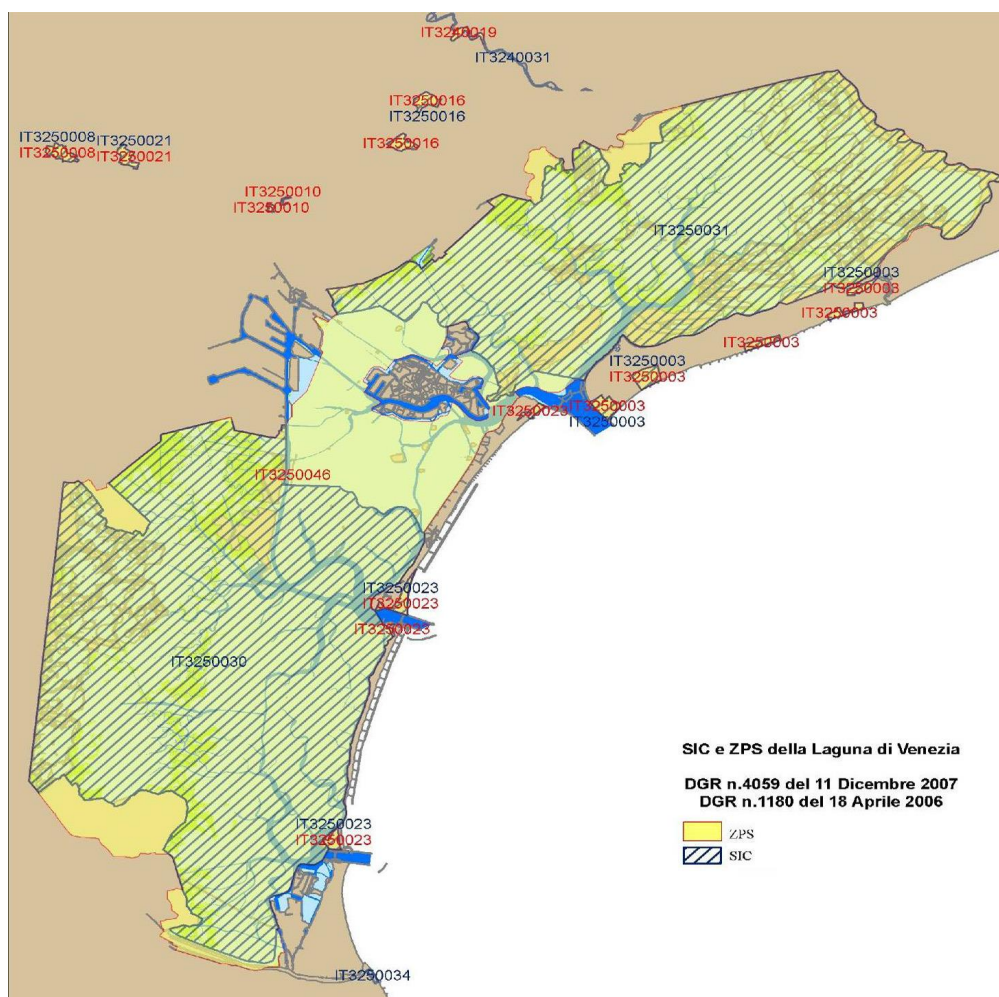 IT3240019
IT3240031
IT3250016
IT3250016
IT3250016
IT3250008
IT3250008
IT3250021
IT3250021
IT3250010
IT3250010
IT3250031
IT3250003
IT3250003
IT3250003
IT3250003
IT3250003
IT3250003
IT3250003
IT3250023
IT3250003
IT3250046
IT3250023
IT3250023
IT3250023
IT3250030
SIC e ZPS della Laguna di Venezia
DGR n.4059 del 11 Dicembre 2007
DGR n.1180 del 18 Aprile 2006
ZPS
SIC
IT3250023
IT3250023
IT3250034